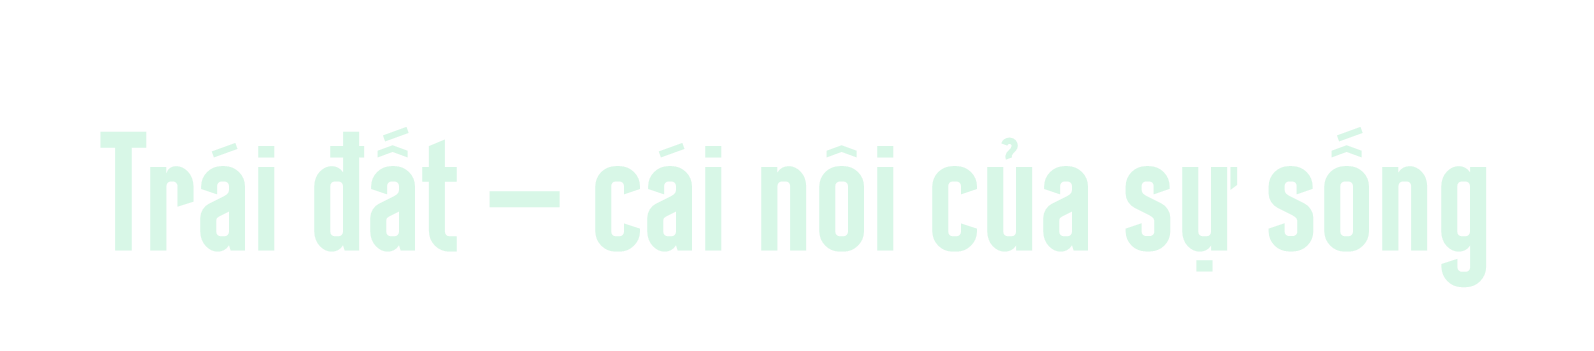 Trái đất – cái nôi của sự sống